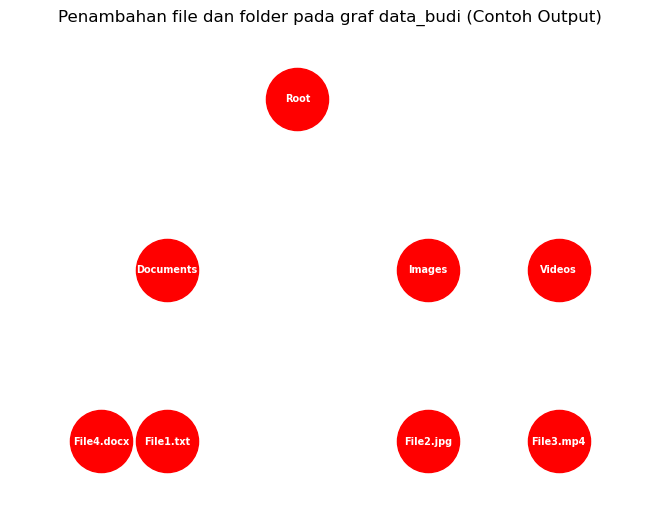 Penambahan file dan folder pada graf data_budi (Contoh Output)
Root
Documents
Images
Videos
File4.docx
File1.txt
File2.jpg
File3.mp4